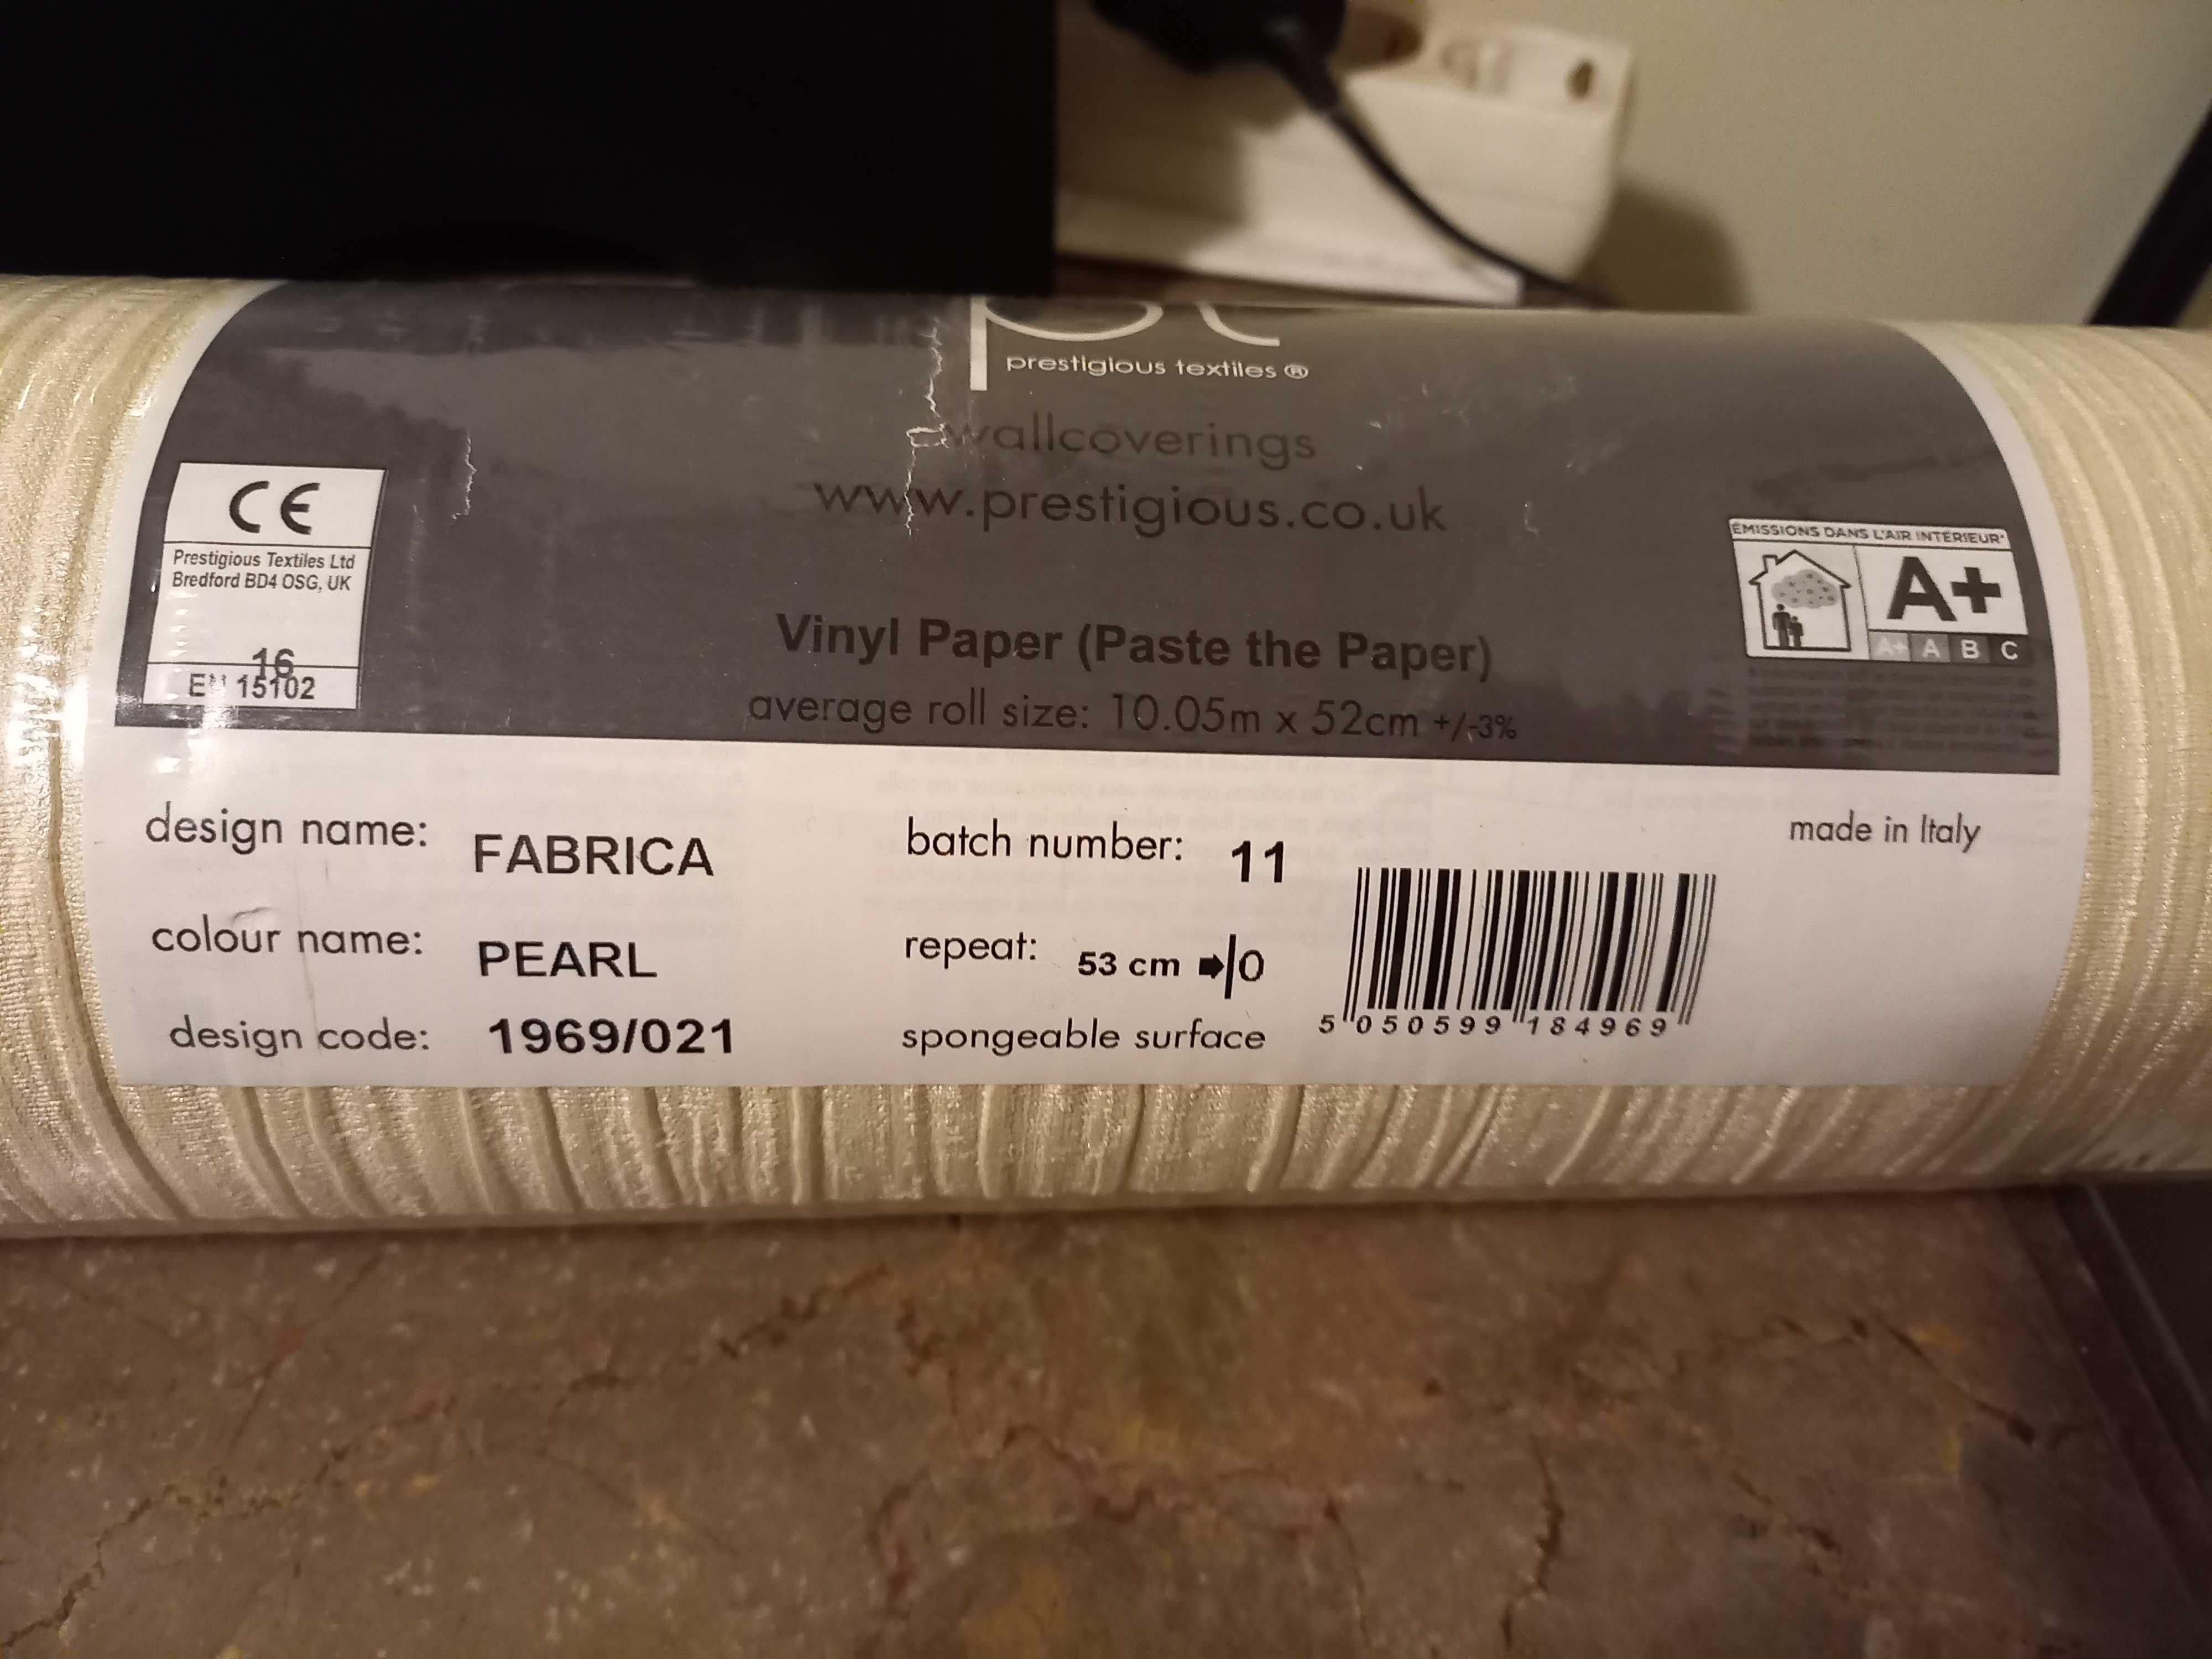 pt
prestigious textiles ®
wallcoverings
www.prestigious.co.uk
CE
Prestigious Textiles Ltd
Bredford BD4 OSG, UK
16
EN 15102
Vinyl Paper (Paste the Paper)
average roll size: 10.05m x 52cm +/-3%
ÉMISSIONS DANS L'AIR INTÉRIEUR*
A+
A+ A B C
design name: FABRICA
colour name: PEARL
design code: 1969/021
batch number: 11
repeat: 53 cm →|0
spongeable surface
5 050599 184969
made in Italy